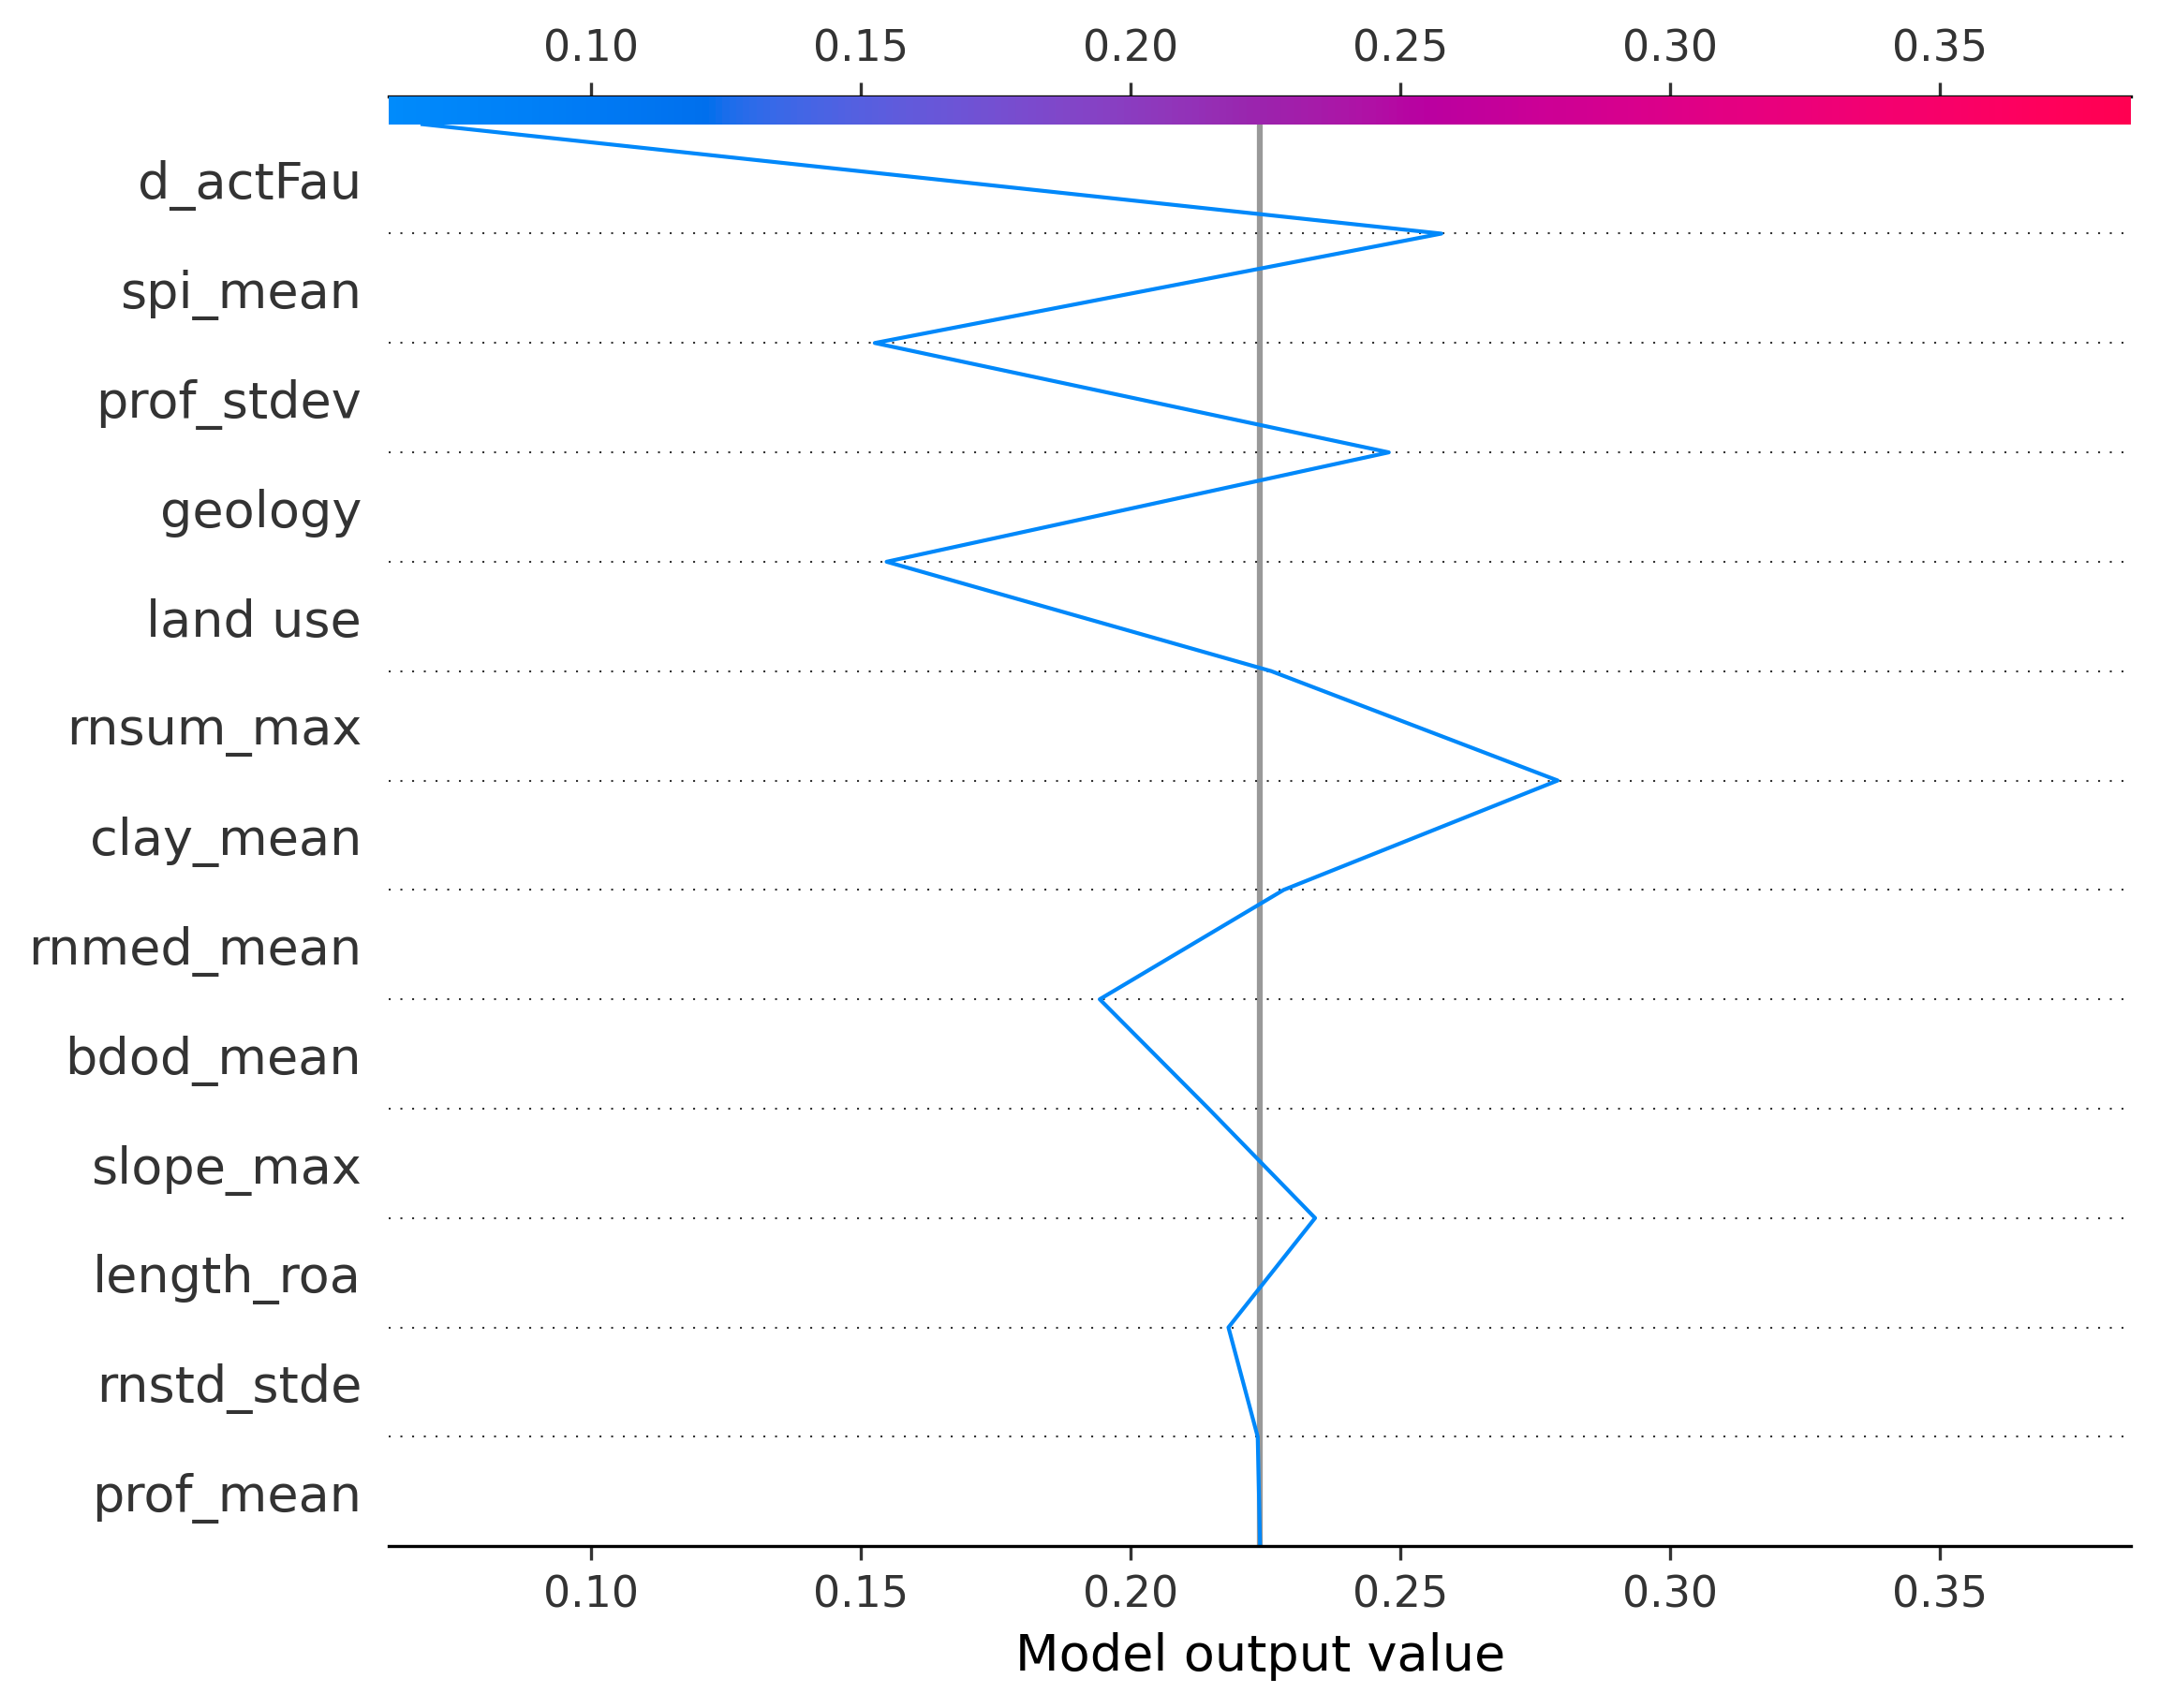 0.10 0.15 0.20 0.25 0.30 0.35
d_actFau
spi_mean
prof_stdev
geology
land use
rnsum_max
clay_mean
rnmed_mean
bdod_mean
slope_max
length_roa
rnstd_stde
prof_mean
0.10 0.15 0.20 0.25 0.30 0.35
Model output value